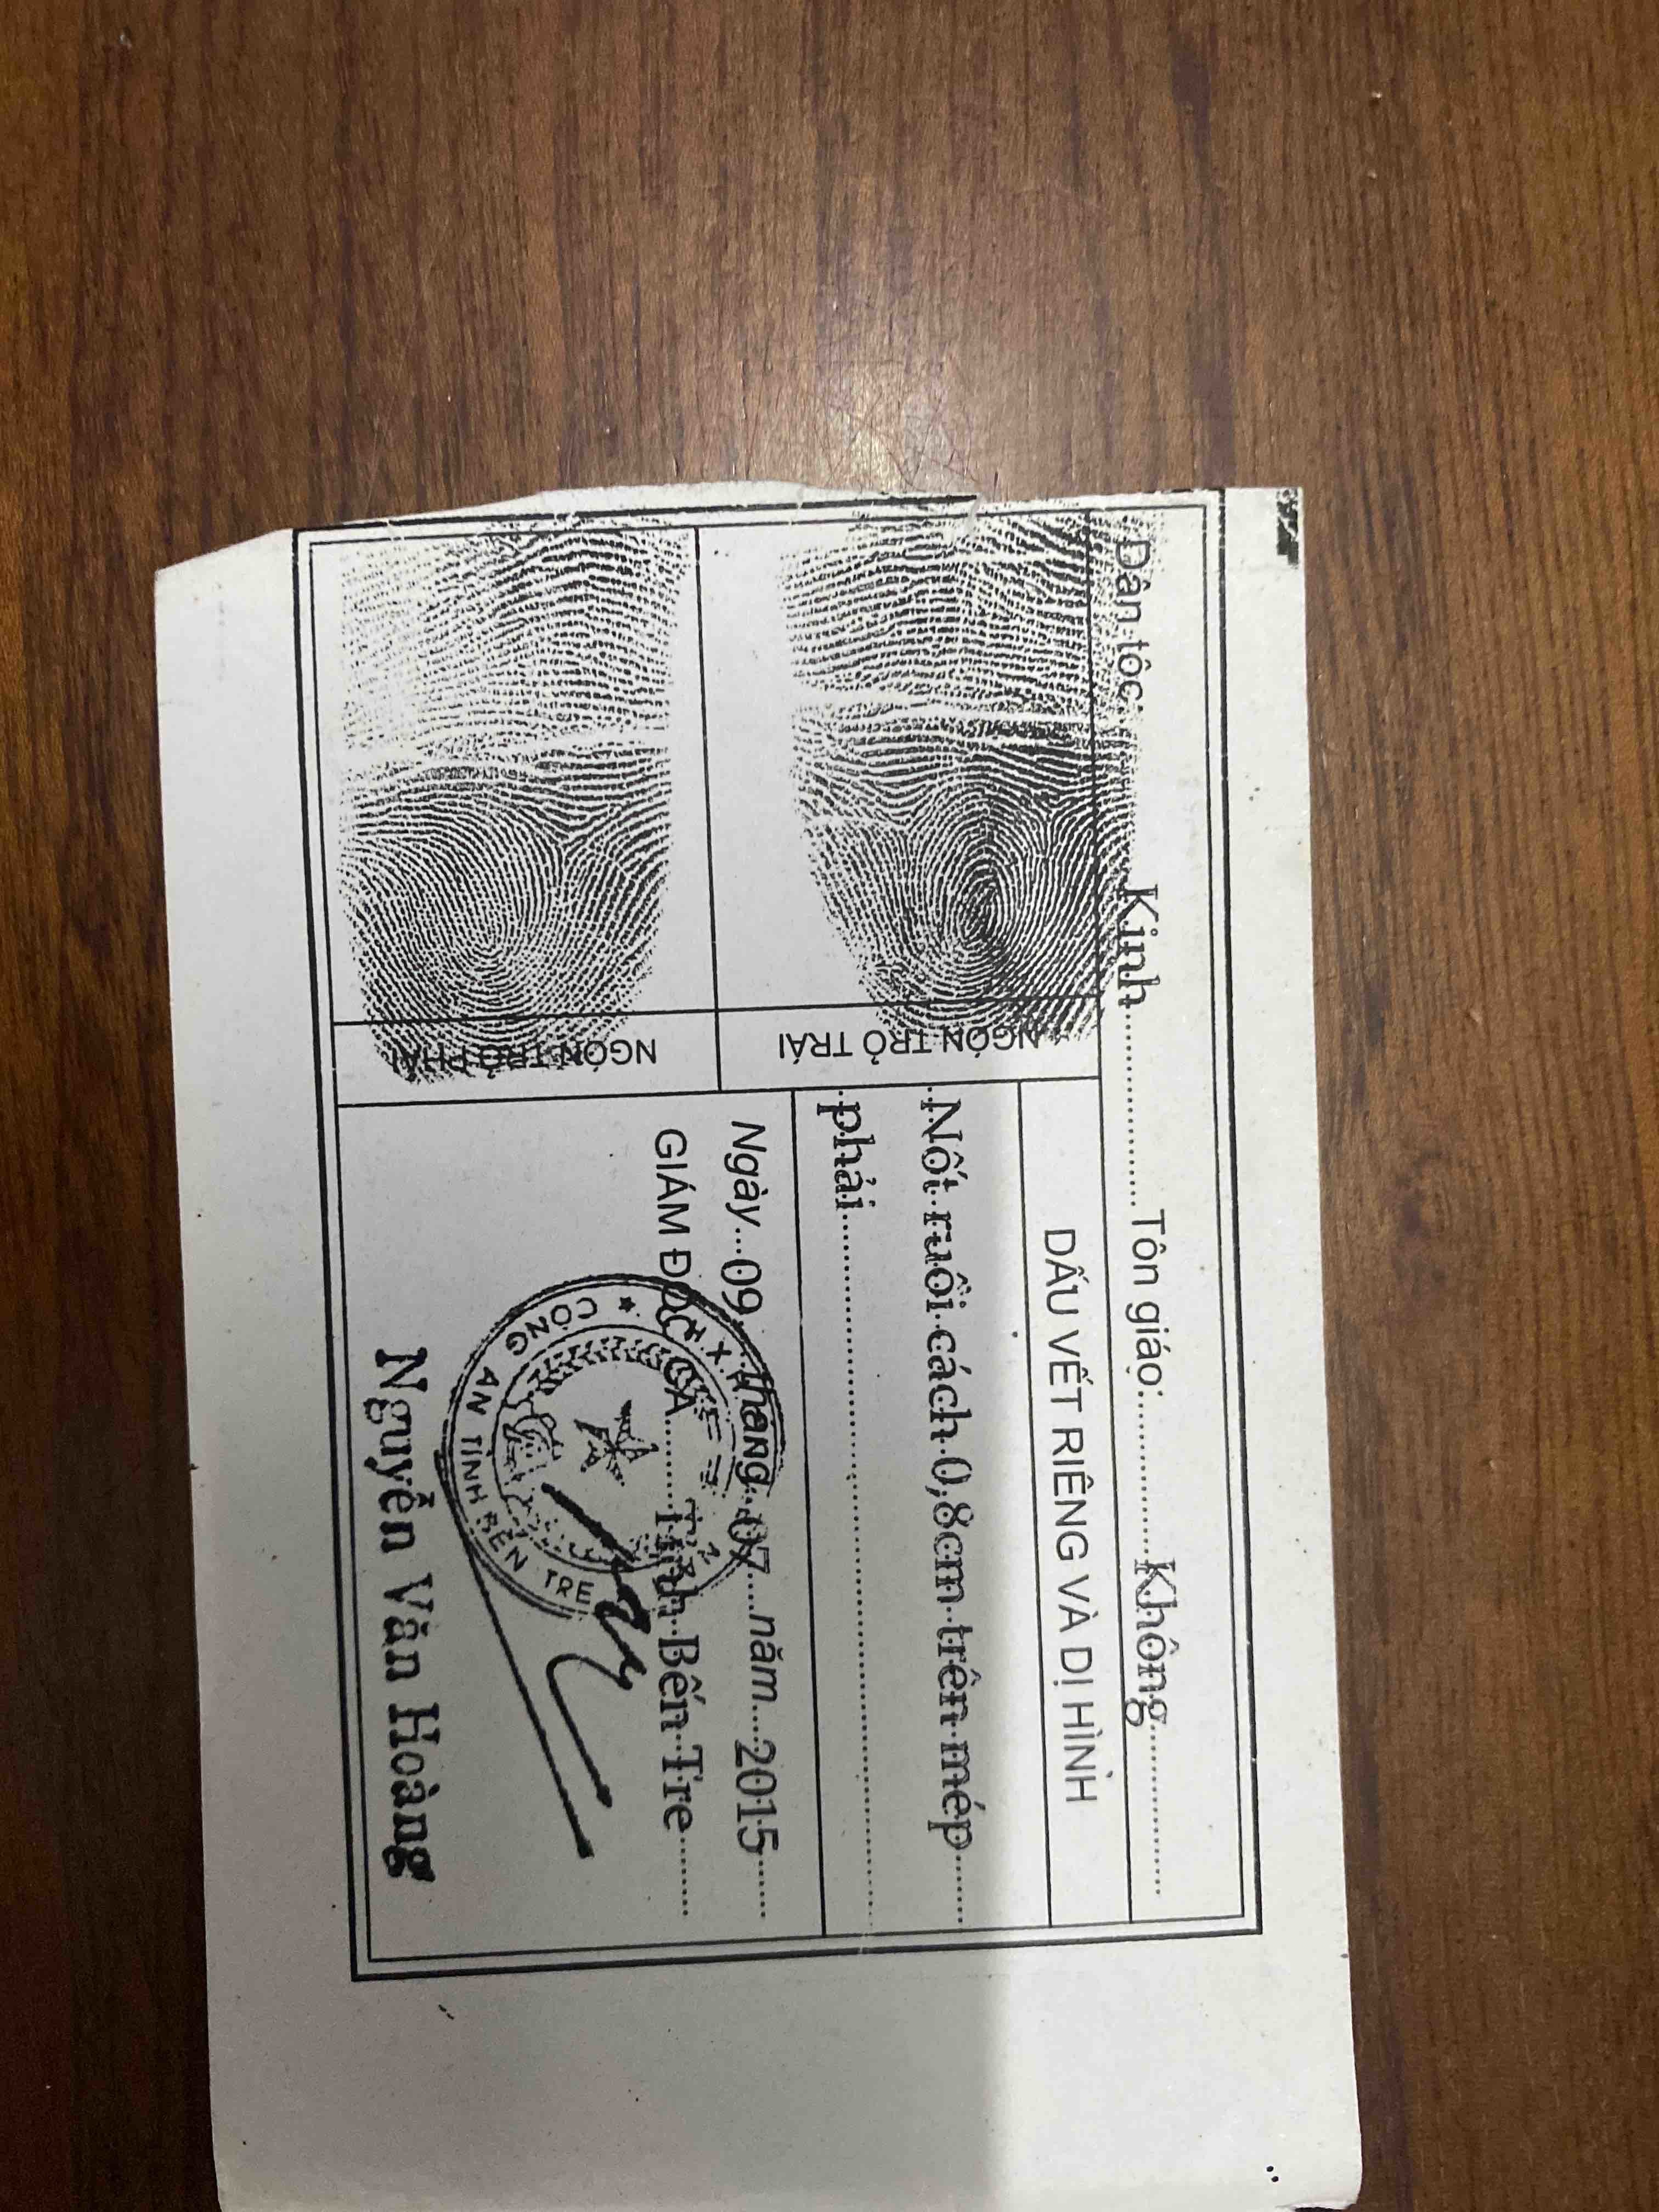 Dân tộc: Kinh Tôn giáo: Không
NGÓN TRỎ TRÁI
DẤU VẾT RIÊNG VÀ DỊ HÌNH
Nốt ruồi cách 0,8cm trên mép
phải
NGÓN TRỎ PHẢI
Ngày 09 tháng 07 năm 2015
GIÁM ĐỐC CA Tỉnh Bến Tre
CÔNG AN TỈNH BẾN TRE
Nguyễn Văn Hoàng